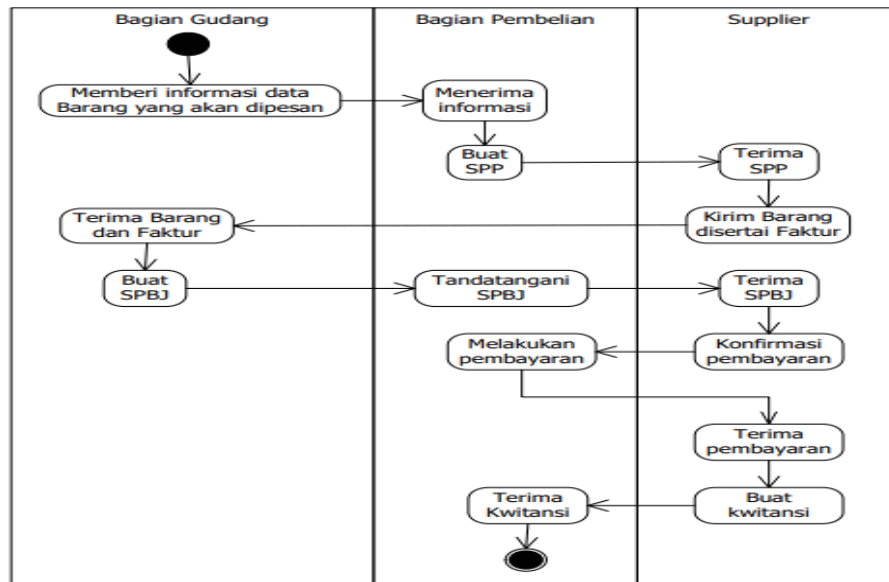 Bagian Gudang
Bagian Pembelian
Supplier
Memberi informasi data
Barang yang akan dipesan
Menerima
informasi
Buat
SPP
Terima
SPP
Kirim Barang
disertai Faktur
Terima Barang
dan Faktur
Buat
SPBJ
Tandatangani
SPBJ
Terima
SPBJ
Konfirmasi
pembayaran
Melakukan
pembayaran
Terima
pembayaran
Buat
kwitansi
Terima
Kwitansi